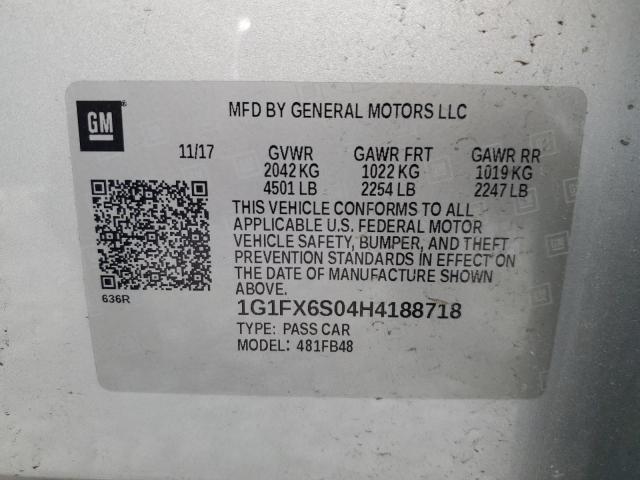 GM®
MFD BY GENERAL MOTORS LLC
11/17 GVWR GAWR FRT GAWR RR
2042 KG 1022 KG 1019 KG
4501 LB 2254 LB 2247 LB
THIS VEHICLE CONFORMS TO ALL
APPLICABLE U.S. FEDERAL MOTOR
VEHICLE SAFETY, BUMPER, AND THEFT
PREVENTION STANDARDS IN EFFECT ON
THE DATE OF MANUFACTURE SHOWN
ABOVE.
636R
1G1FX6S04H4188718
TYPE: PASS CAR
MODEL: 481FB48